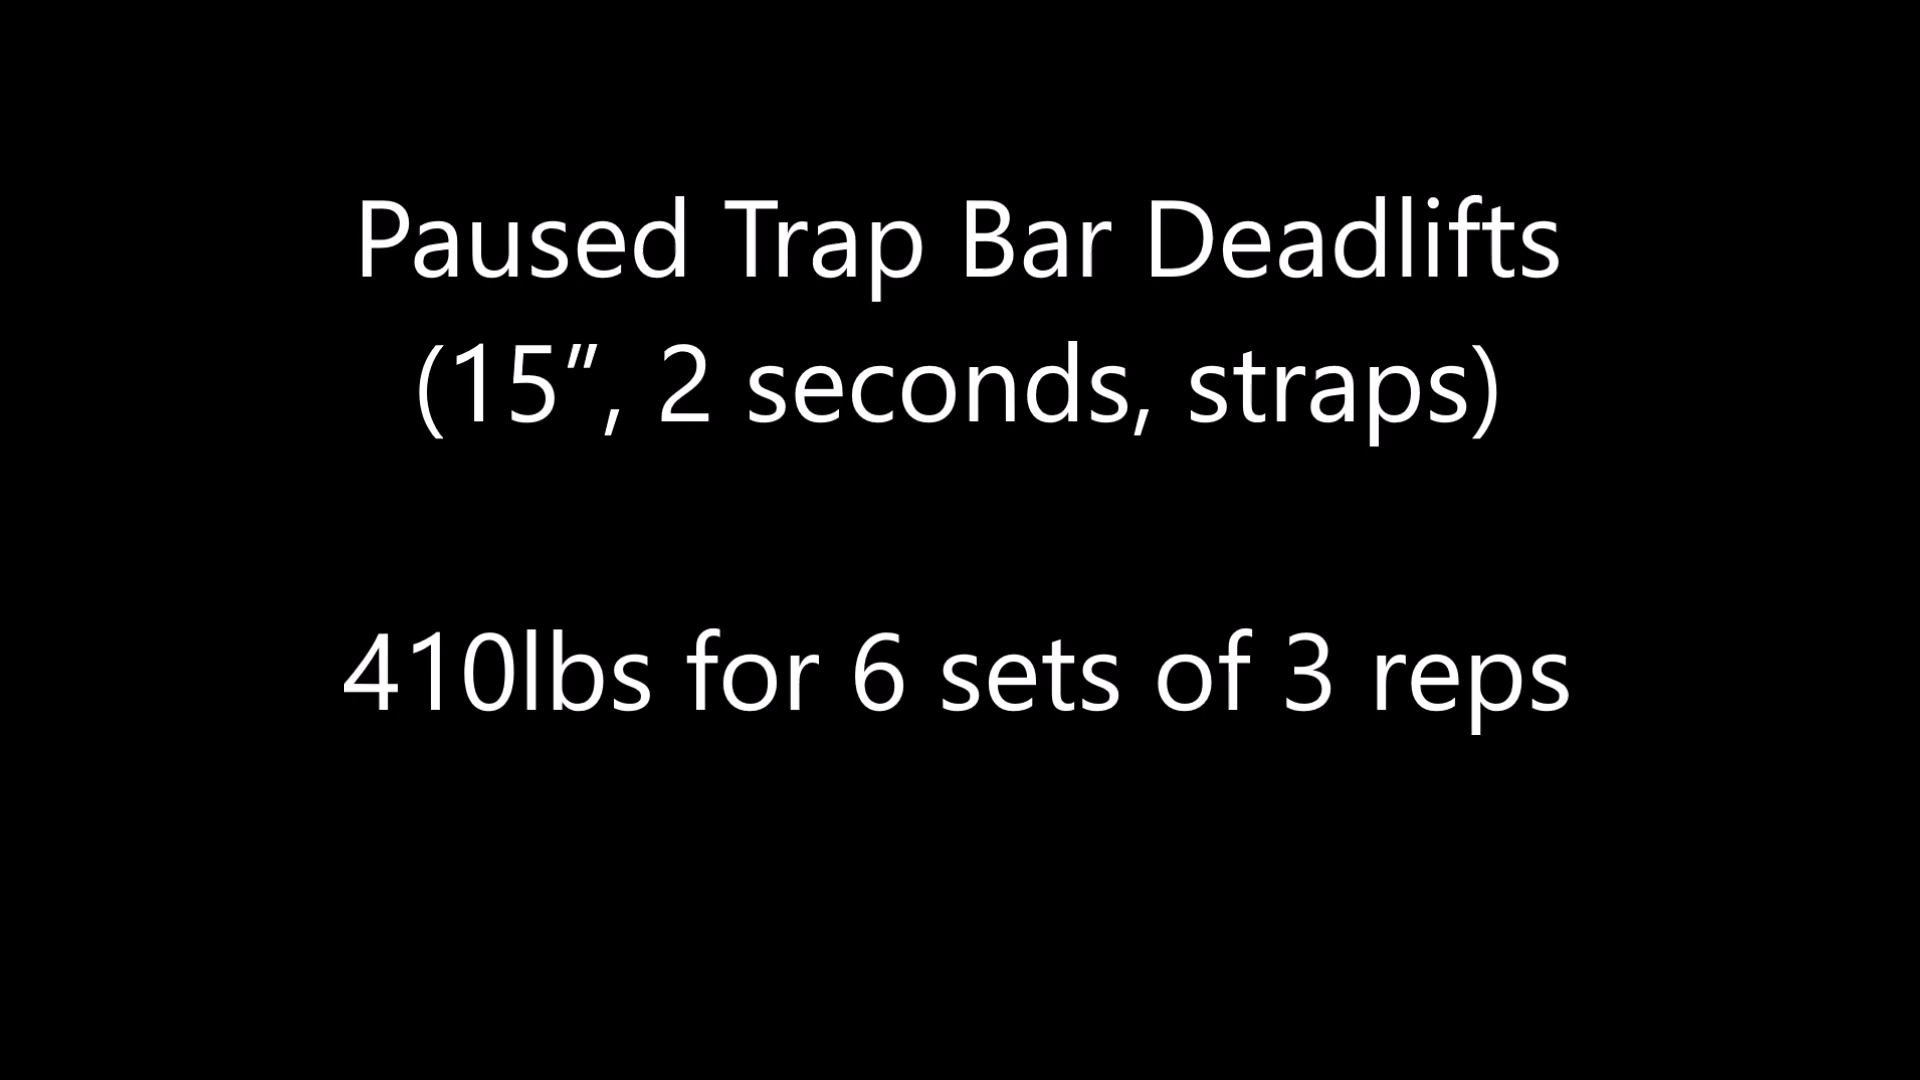 Paused Trap Bar Deadlifts
(15”, 2 seconds, straps)
410lbs for 6 sets of 3 reps